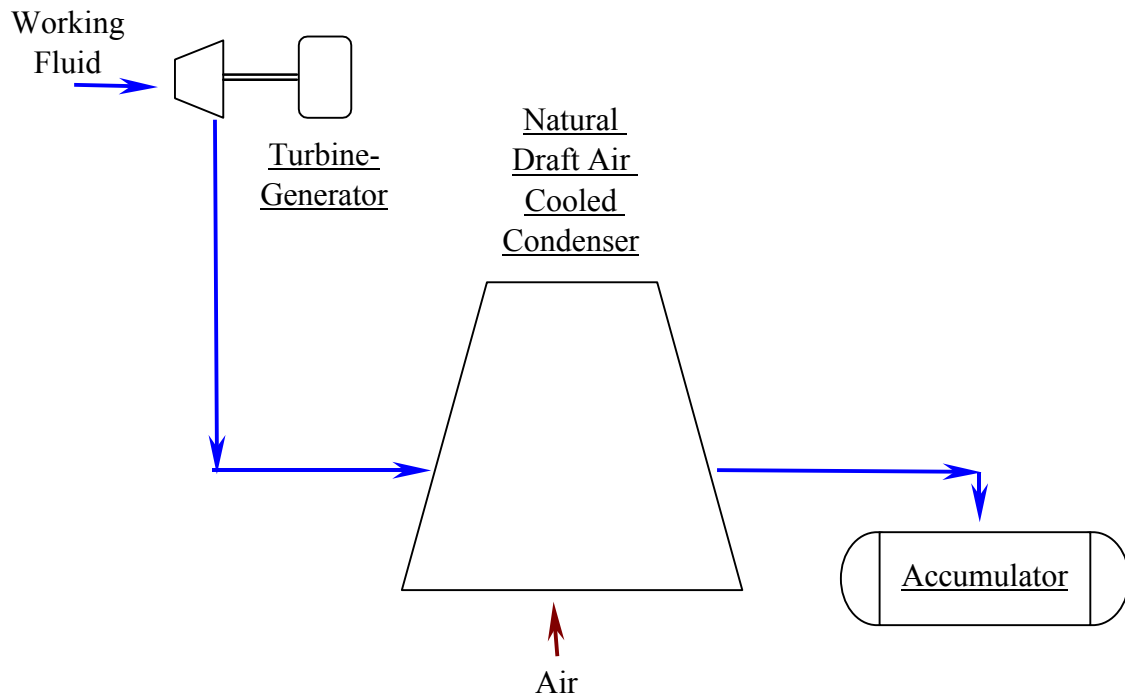 Working
Fluid
Turbine-
Generator
Natural
Draft Air
Cooled
Condenser
Accumulator
Air